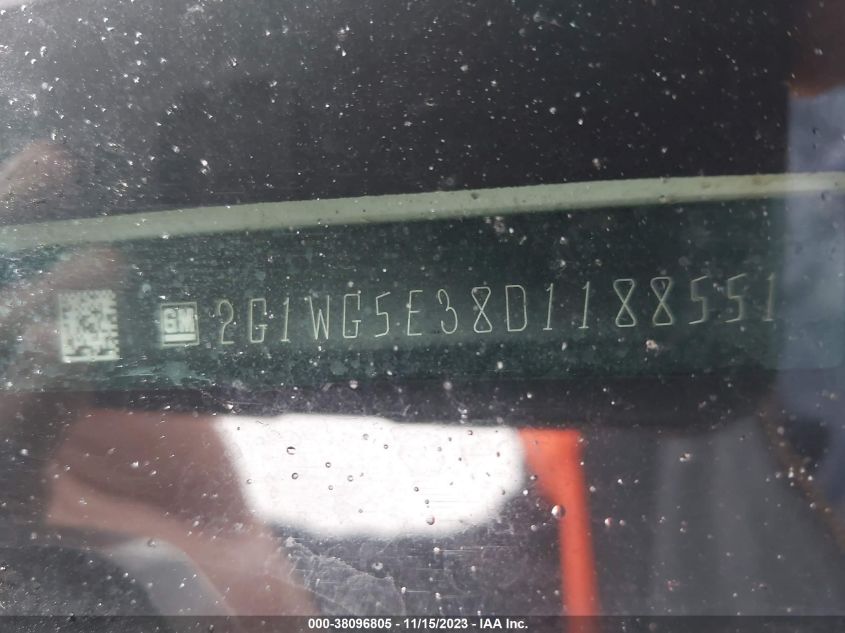 GM 2G1WG5E38D1188551
000-38096805 - 11/15/2023 - IAA Inc.